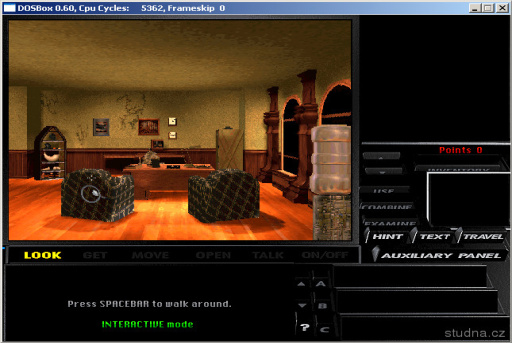 DOSBox 0.60, Cpu Cycles: 5362, Frameskip 0
Points 0
INVENTORY
USE
COMBINE
EXAMINE
HINT TEXT TRAVEL
AUXILIARY PANEL
LOOK GET MOVE OPEN TALK ON/OFF
Press SPACEBAR to walk around.
INTERACTIVE mode
A
B
? C
studna.cz